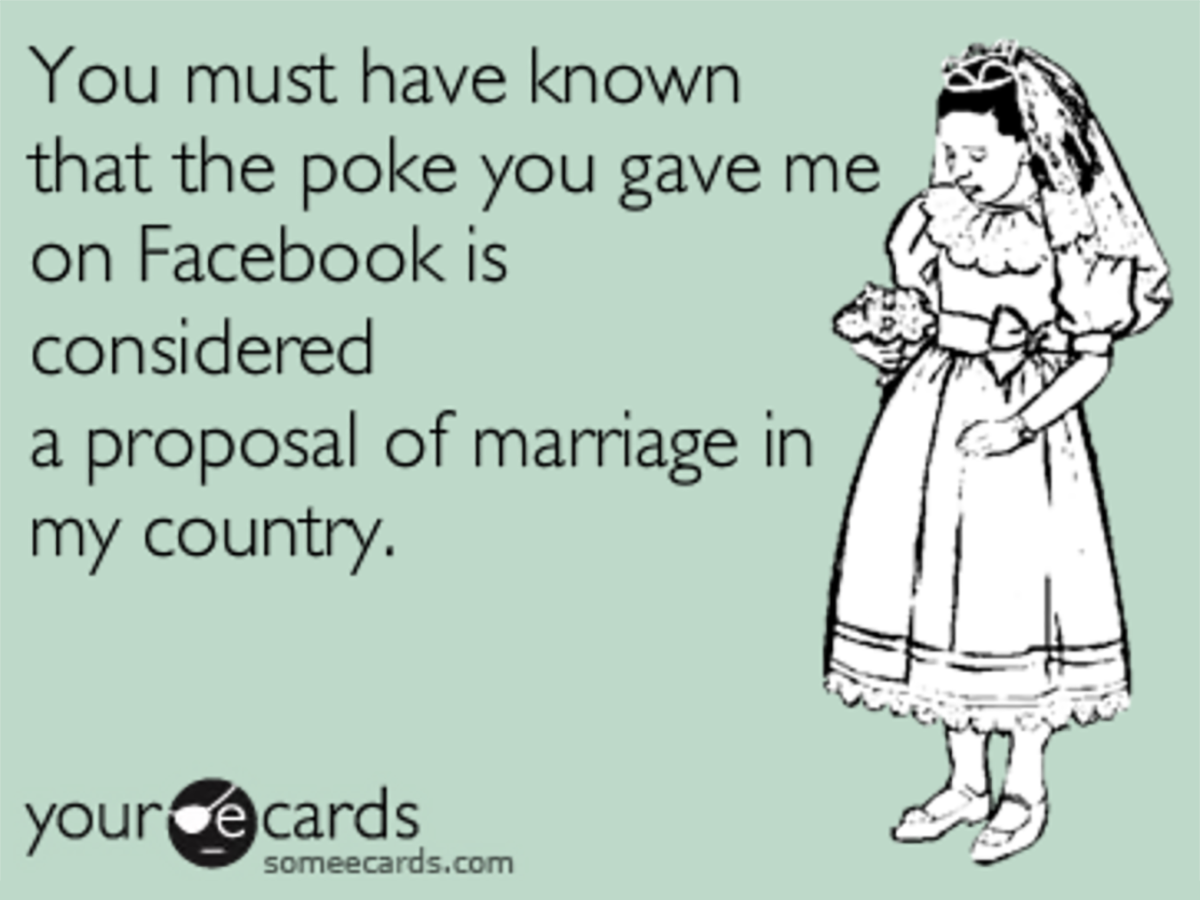 You must have known
that the poke you gave me
on Facebook is
considered
a proposal of marriage in
my country.
your e cards
someecards.com